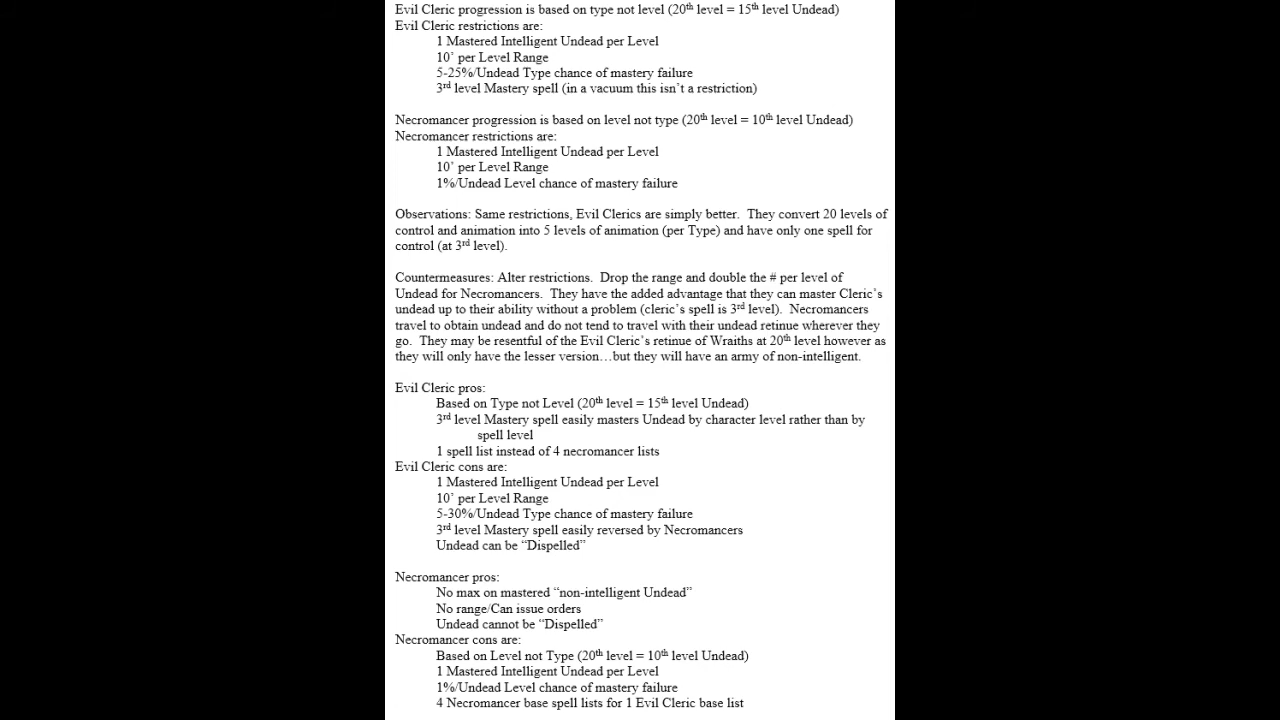 Evil Cleric progression is based on type not level (20th level = 15th level Undead)
Evil Cleric restrictions are:
1 Mastered Intelligent Undead per Level
10’ per Level Range
5-25%/Undead Type chance of mastery failure
3rd level Mastery spell (in a vacuum this isn’t a restriction)
Necromancer progression is based on level not type (20th level = 10th level Undead)
Necromancer restrictions are:
1 Mastered Intelligent Undead per Level
10’ per Level Range
1%/Undead Level chance of mastery failure
Observations: Same restrictions, Evil Clerics are simply better. They convert 20 levels of
control and animation into 5 levels of animation (per Type) and have only one spell for
control (at 3rd level).
Countermeasures: Alter restrictions. Drop the range and double the # per level of
Undead for Necromancers. They have the added advantage that they can master Cleric’s
undead up to their ability without a problem (cleric’s spell is 3rd level). Necromancers
travel to obtain undead and do not tend to travel with their undead retinue wherever they
go. They may be resentful of the Evil Cleric’s retinue of Wraiths at 20th level however as
they will only have the lesser version…but they will have an army of non-intelligent.
Evil Cleric pros:
Based on Type not Level (20th level = 15th level Undead)
3rd level Mastery spell easily masters Undead by character level rather than by
spell level
1 spell list instead of 4 necromancer lists
Evil Cleric cons are:
1 Mastered Intelligent Undead per Level
10’ per Level Range
5-30%/Undead Type chance of mastery failure
3rd level Mastery spell easily reversed by Necromancers
Undead can be “Dispelled”
Necromancer pros:
No max on mastered “non-intelligent Undead”
No range/Can issue orders
Undead cannot be “Dispelled”
Necromancer cons are:
Based on Level not Type (20th level = 10th level Undead)
1 Mastered Intelligent Undead per Level
1%/Undead Level chance of mastery failure
4 Necromancer base spell lists for 1 Evil Cleric base list